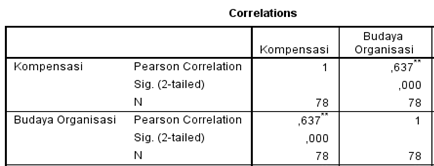 Correlations
Kompensasi Budaya Organisasi
Kompensasi Pearson Correlation 1 ,637**
Sig. (2-tailed) ,000
N 78 78
Budaya Organisasi Pearson Correlation ,637** 1
Sig. (2-tailed) ,000
N 78 78